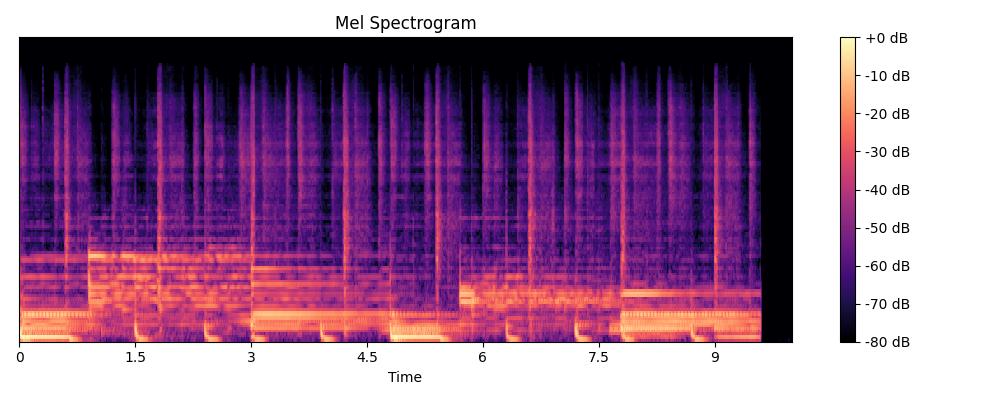 Mel Spectrogram
+0 dB
-10 dB
-20 dB
-30 dB
-40 dB
-50 dB
-60 dB
-70 dB
-80 dB
0 1.5 3 4.5 6 7.5 9
Time